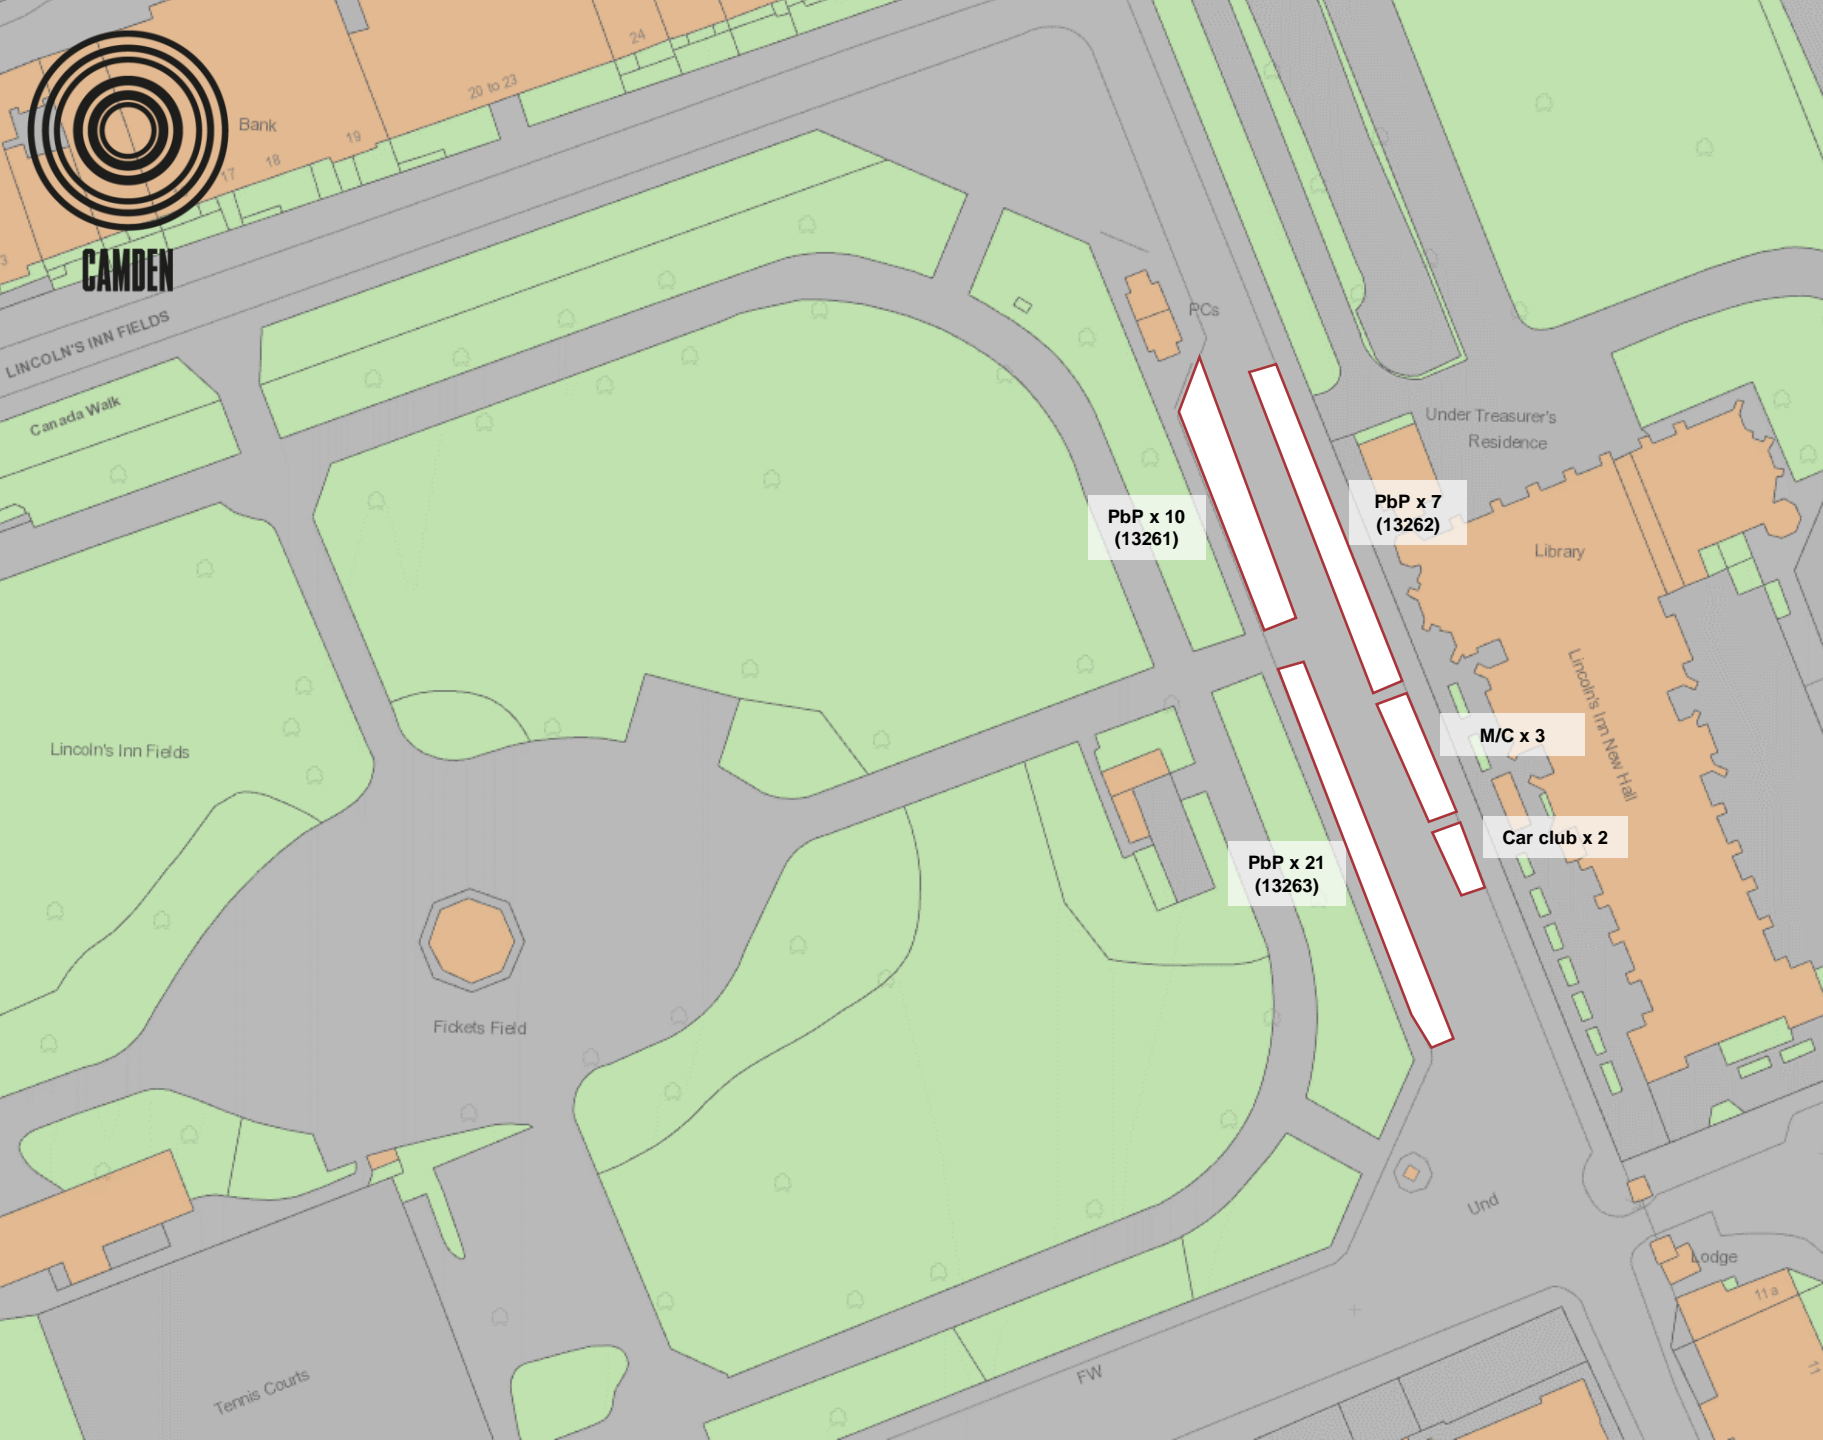 24
20 to 23
Bank
19
18
17
3
CAMDEN
LINCOLN'S INN FIELDS
Canada Walk
PCs
Under Treasurer's
Residence
PbP x 10
(13261)
PbP x 7
(13262)
Library
Lincoln's Inn New Hall
Lincoln's Inn Fields
M/C x 3
Car club x 2
PbP x 21
(13263)
Fickets Field
Und
Lodge
11a
11
FW
Tennis Courts